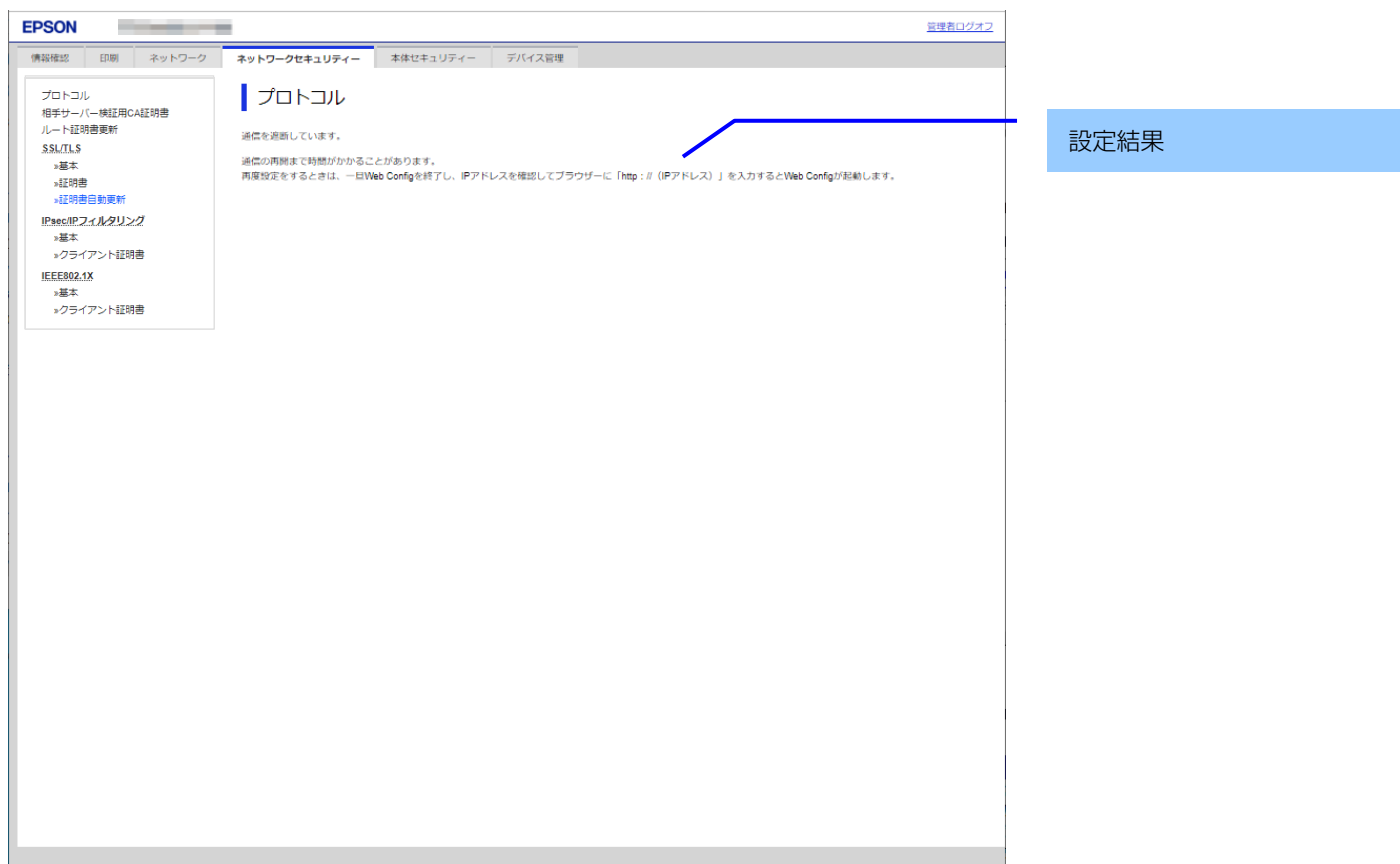 EPSON
管理者ログオフ
情報確認 印刷 ネットワーク ネットワークセキュリティー 本体セキュリティー デバイス管理
プロトコル
相手サーバー検証用CA証明書
ルート証明書更新
SSL/TLS
»基本
»証明書
»証明書自動更新
IPsec/IPフィルタリング
»基本
»クライアント証明書
IEEE802.1X
»基本
»クライアント証明書
プロトコル
通信を遮断しています。
通信の再開まで時間がかかることがあります。
再度設定をするときは、一旦Web Configを終了し、IPアドレスを確認してブラウザーに「http : //（IPアドレス）」を入力するとWeb Configが起動します。
設定結果